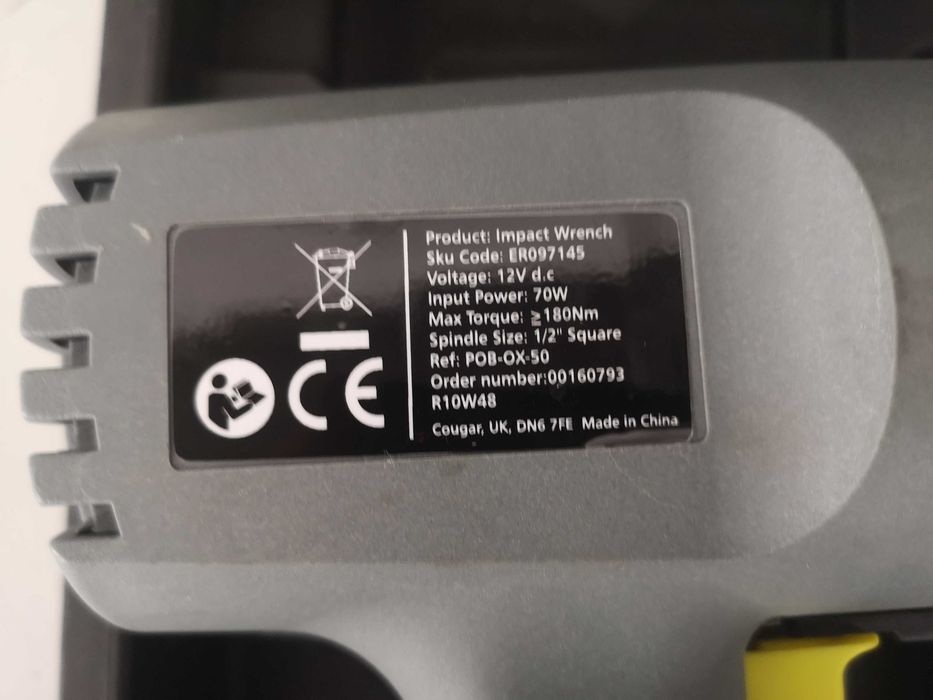 Product: Impact Wrench
Sku Code: ER097145
Voltage: 12V d.c
Input Power: 70W
Max Torque: ≥180Nm
Spindle Size: 1/2" Square
Ref: POB-OX-50
Order number:00160793
R10W48
Cougar, UK, DN6 7FE Made in China
CE